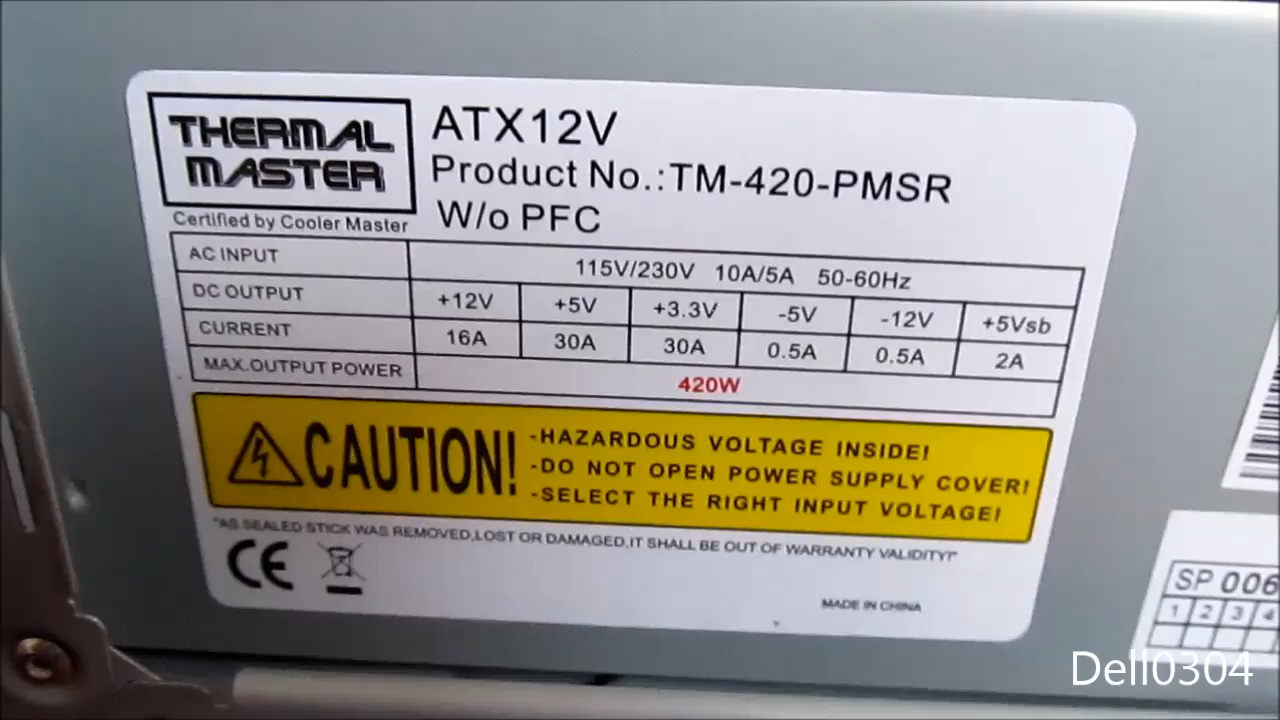 THERMAL
MASTER
Certified by Cooler Master
ATX12V
Product No.:TM-420-PMSR
W/o PFC
AC INPUT 115V/230V 10A/5A 50-60Hz
DC OUTPUT +12V +5V +3.3V -5V -12V +5Vsb
CURRENT 16A 30A 30A 0.5A 0.5A 2A
MAX.OUTPUT POWER 420W
CAUTION!
-HAZARDOUS VOLTAGE INSIDE!
-DO NOT OPEN POWER SUPPLY COVER!
-SELECT THE RIGHT INPUT VOLTAGE!
"AS SEALED STICK WAS REMOVED,LOST OR DAMAGED,IT SHALL BE OUT OF WARRANTY VALIDITY!"
CE
MADE IN CHINA
SP 006
1 2 3 4
Dell0304